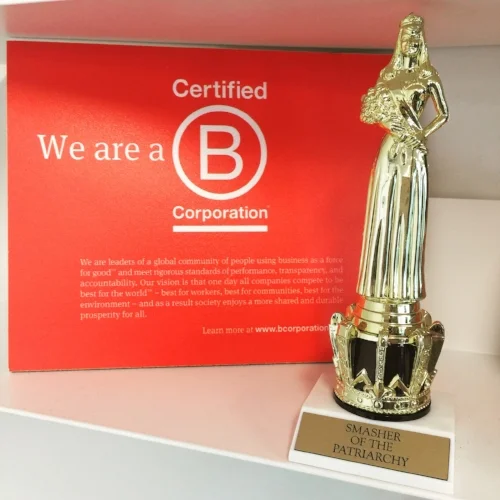 Certified
We are a
B
Corporation
We are leaders of a global community of people using business as a force
for good™ and meet rigorous standards of performance, transparency, and
accountability. Our vision is that one day all companies compete to be
best for the world™ – best for workers, best for communities, best for the
environment – and as a result society enjoys a more shared and durable
prosperity for all.
Learn more at www.bcorporation
SMASHER
OF THE
PATRIARCHY